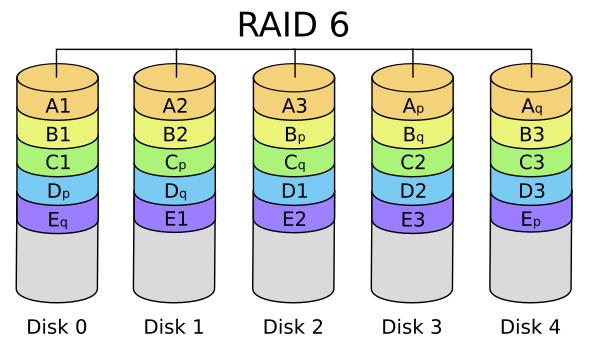 RAID 6
A1 A2 A3 Ap Aq
B1 B2 Bp Bq B3
C1 Cp Cq C2 C3
Dp Dq D1 D2 D3
Eq E1 E2 E3 Ep
Disk 0 Disk 1 Disk 2 Disk 3 Disk 4